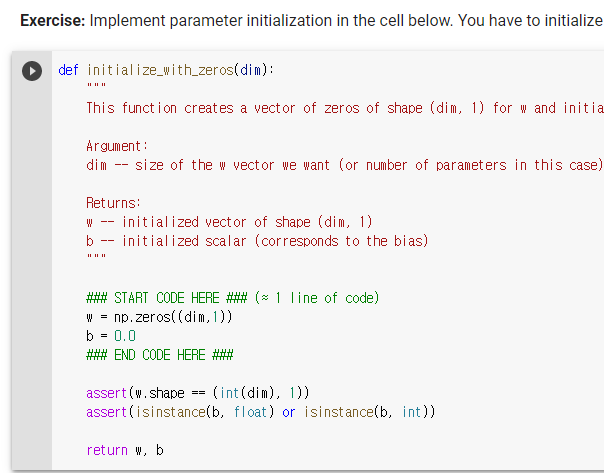 Exercise: Implement parameter initialization in the cell below. You have to initialize
def initialize_with_zeros(dim):
"""
This function creates a vector of zeros of shape (dim, 1) for w and initia
Argument:
dim -- size of the w vector we want (or number of parameters in this case)
Returns:
w -- initialized vector of shape (dim, 1)
b -- initialized scalar (corresponds to the bias)
"""
### START CODE HERE ### (≈ 1 line of code)
w = np.zeros((dim,1))
b = 0.0
### END CODE HERE ###
assert(w.shape == (int(dim), 1))
assert(isinstance(b, float) or isinstance(b, int))
return w, b